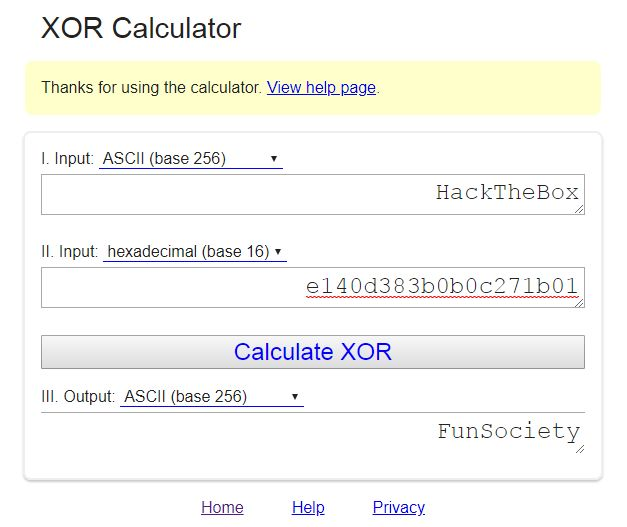 XOR Calculator
Thanks for using the calculator. View help page.
I. Input: ASCII (base 256)
HackTheBox
II. Input: hexadecimal (base 16)
e140d383b0b0c271b01
Calculate XOR
III. Output: ASCII (base 256)
FunSociety
Home Help Privacy